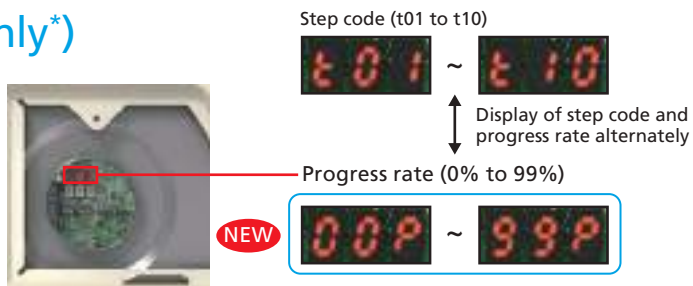 nly*)
Step code (t01 to t10)
t01 ~ t10
Display of step code and
progress rate alternately
Progress rate (0% to 99%)
NEW
00P ~ 99P